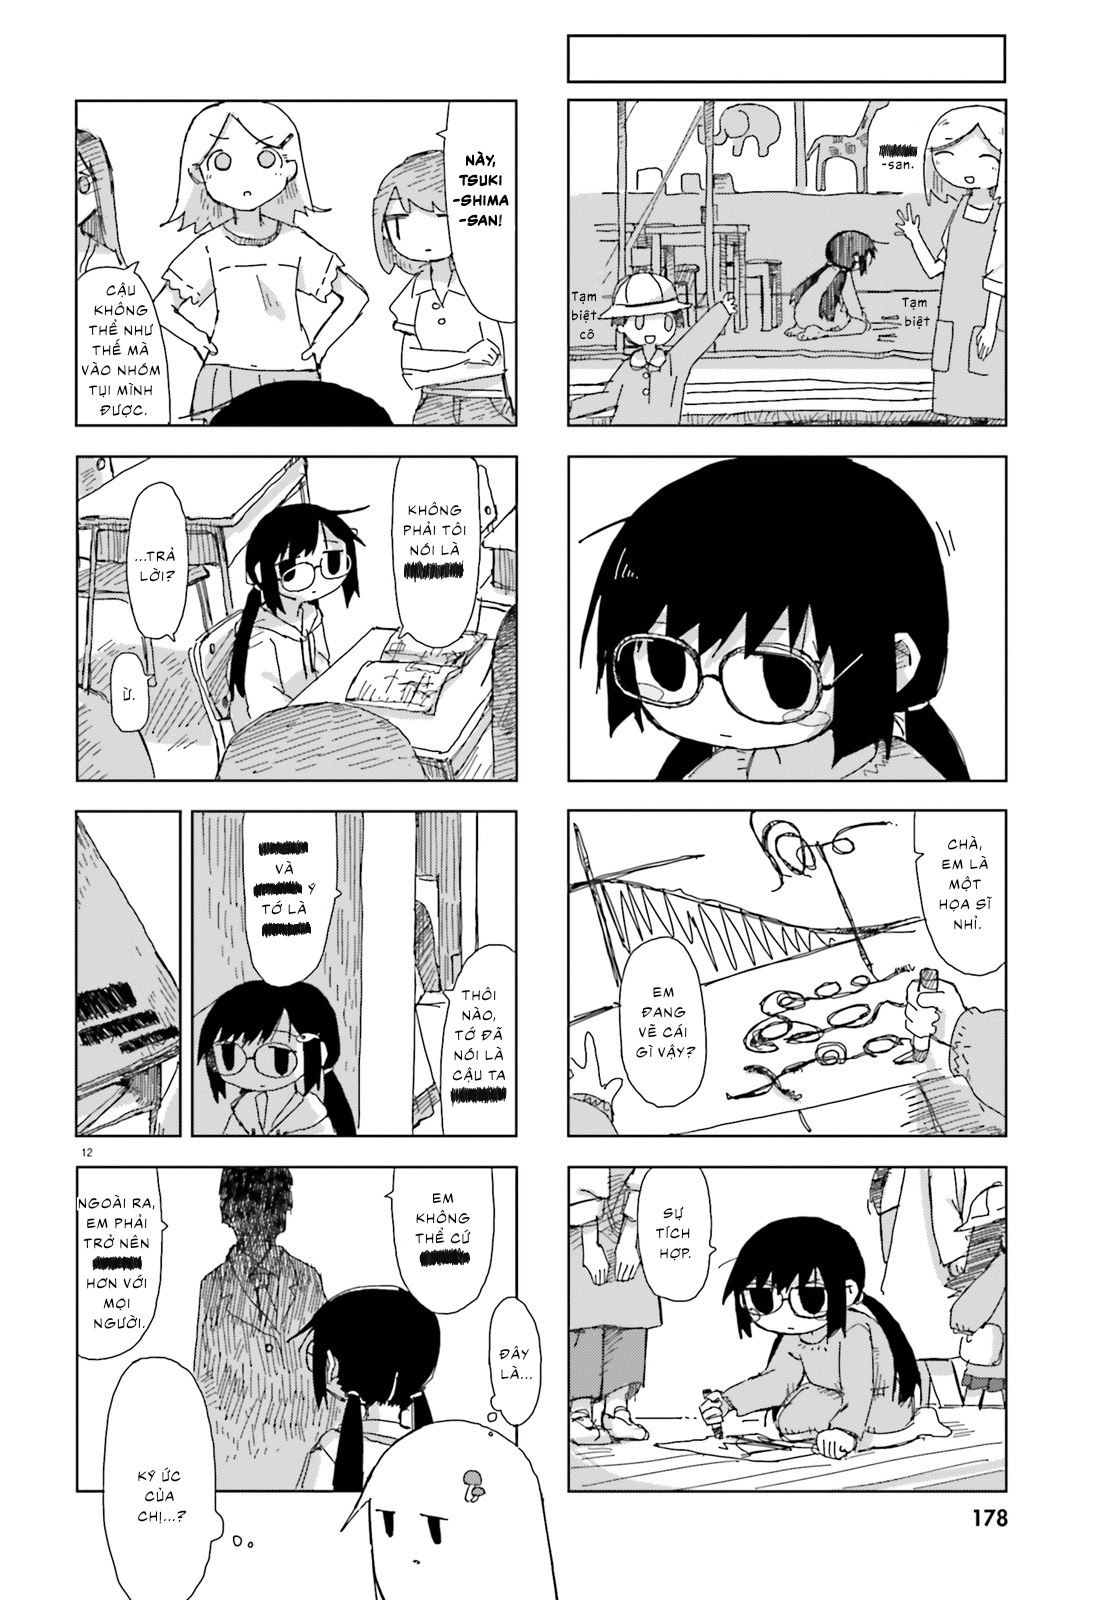 -san.
Tạm
biệt
cô
Tạm
biệt
CHÀ,
EM LÀ
MỘT
HỌA SĨ
NHỈ.
EM
ĐANG
VẼ CÁI
GÌ VẬY?
SỰ
TÍCH
HỢP.
NÀY,
TSUKI
-SHIMA
-SAN!
CẬU
KHÔNG
THỂ NHƯ
THẾ MÀ
VÀO NHÓM
TỤI MÌNH
ĐƯỢC.
KHÔNG
PHẢI TÔI
NÓI LÀ
...TRẢ
LỜI?
Ừ.
VÀ
Ý
TỚ LÀ
THÔI
NÀO,
TỚ ĐÃ
NÓI LÀ
CẬU TA
12
EM
KHÔNG
THỂ CỨ
NGOÀI RA,
EM PHẢI
TRỞ NÊN
HƠN VỚI
MỌI
NGƯỜI.
ĐÂY
LÀ...
KÝ ỨC
CỦA
CHỊ...?
178